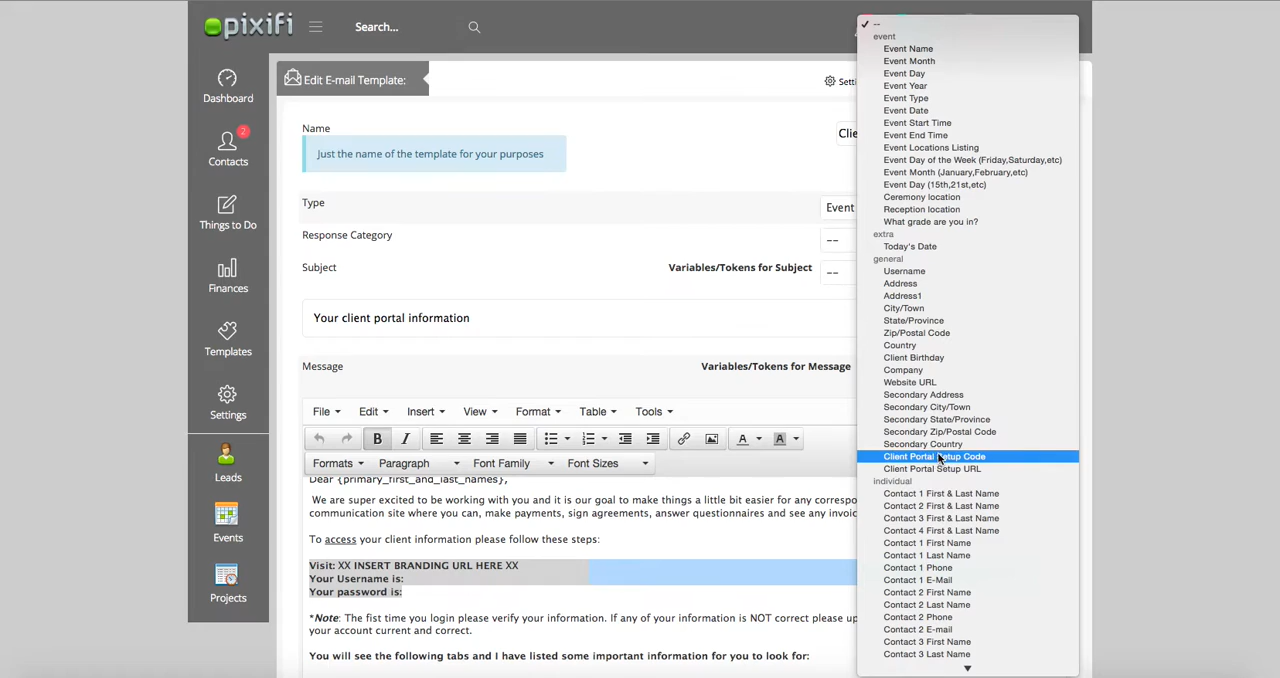 pixifi
Search...
Dashboard
2
Contacts
Things to Do
Finances
Templates
Settings
Leads
Events
Projects
Edit E-mail Template:
Setti
Name
Just the name of the template for your purposes
Clie
Type
Event
Response Category
--
Subject
Variables/Tokens for Subject
--
Your client portal information
Message
Variables/Tokens for Message
File
Edit
Insert
View
Format
Table
Tools
B
I
A
A
Formats
Paragraph
Font Family
Font Sizes
Dear {primary_first_and_last_names},
We are super excited to be working with you and it is our goal to make things a little bit easier for any correspo
communication site where you can, make payments, sign agreements, answer questionnaires and see any invoic
To access your client information please follow these steps:
Visit: XX INSERT BRANDING URL HERE XX
Your Username is:
Your password is:
*Note: The fist time you login please verify your information. If any of your information is NOT correct please up
your account current and correct.
You will see the following tabs and I have listed some important information for you to look for:
✓ --
event
Event Name
Event Month
Event Day
Event Year
Event Type
Event Date
Event Start Time
Event End Time
Event Locations Listing
Event Day of the Week (Friday,Saturday,etc)
Event Month (January,February,etc)
Event Day (15th,21st,etc)
Ceremony location
Reception location
What grade are you in?
extra
Today's Date
general
Username
Address
Address1
City/Town
State/Province
Zip/Postal Code
Country
Client Birthday
Company
Website URL
Secondary Address
Secondary City/Town
Secondary State/Province
Secondary Zip/Postal Code
Secondary Country
Client Portal Setup Code
Client Portal Setup URL
individual
Contact 1 First & Last Name
Contact 2 First & Last Name
Contact 3 First & Last Name
Contact 4 First & Last Name
Contact 1 First Name
Contact 1 Last Name
Contact 1 Phone
Contact 1 E-Mail
Contact 2 First Name
Contact 2 Last Name
Contact 2 Phone
Contact 2 E-mail
Contact 3 First Name
Contact 3 Last Name